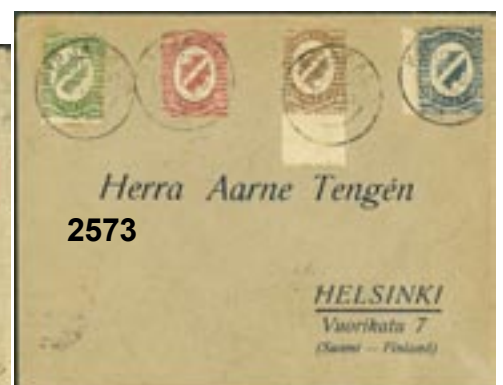 Herra Aarne Tengén
2573
HELSINKI
Vuorikatu 7
(Suomi — Finland)